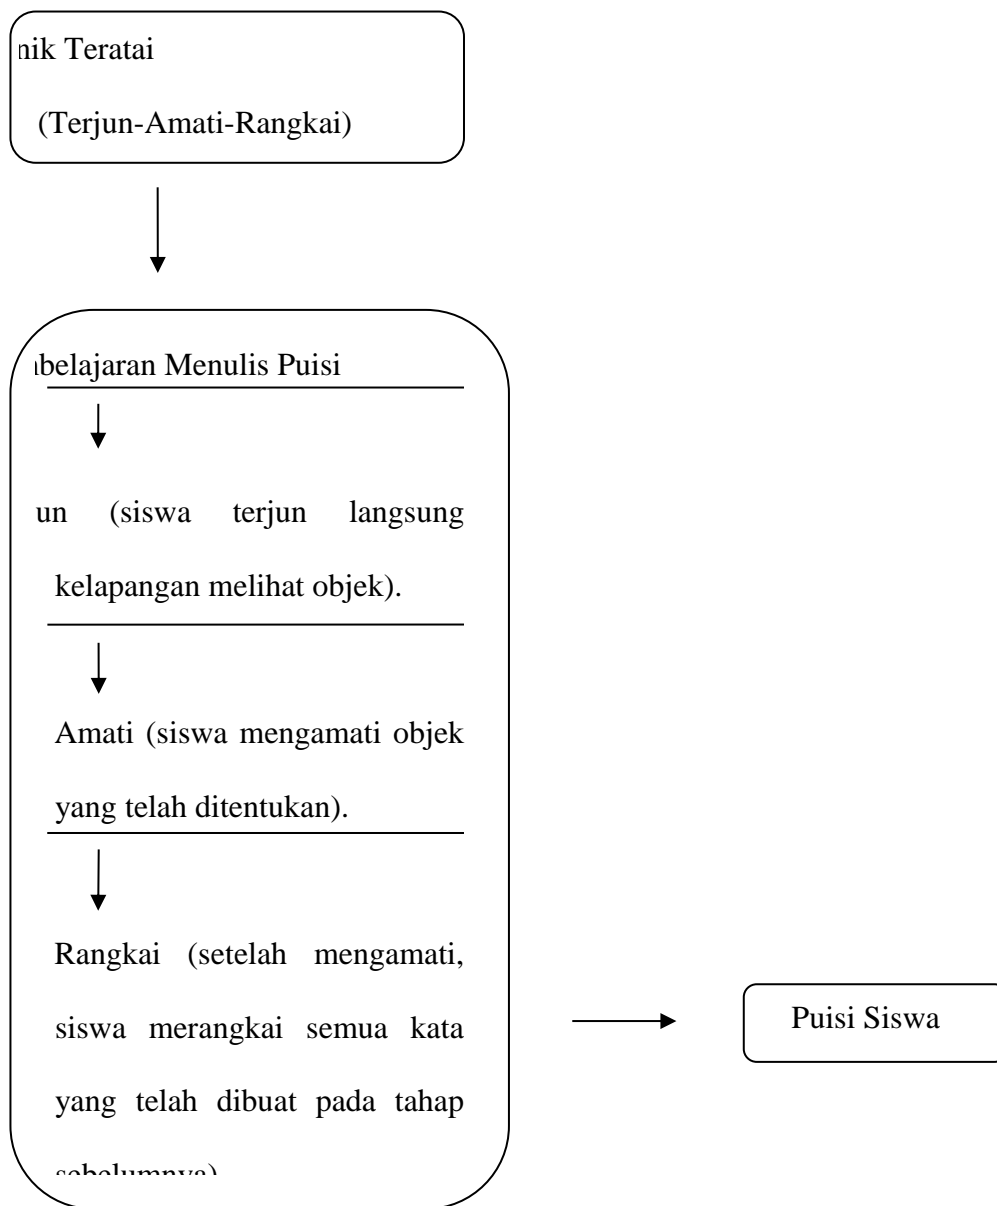 nik Teratai
(Terjun-Amati-Rangkai)
belajaran Menulis Puisi
un (siswa terjun langsung
kelapangan melihat objek).
Amati (siswa mengamati objek
yang telah ditentukan).
Rangkai (setelah mengamati,
siswa merangkai semua kata
yang telah dibuat pada tahap
sebelumnya)
Puisi Siswa